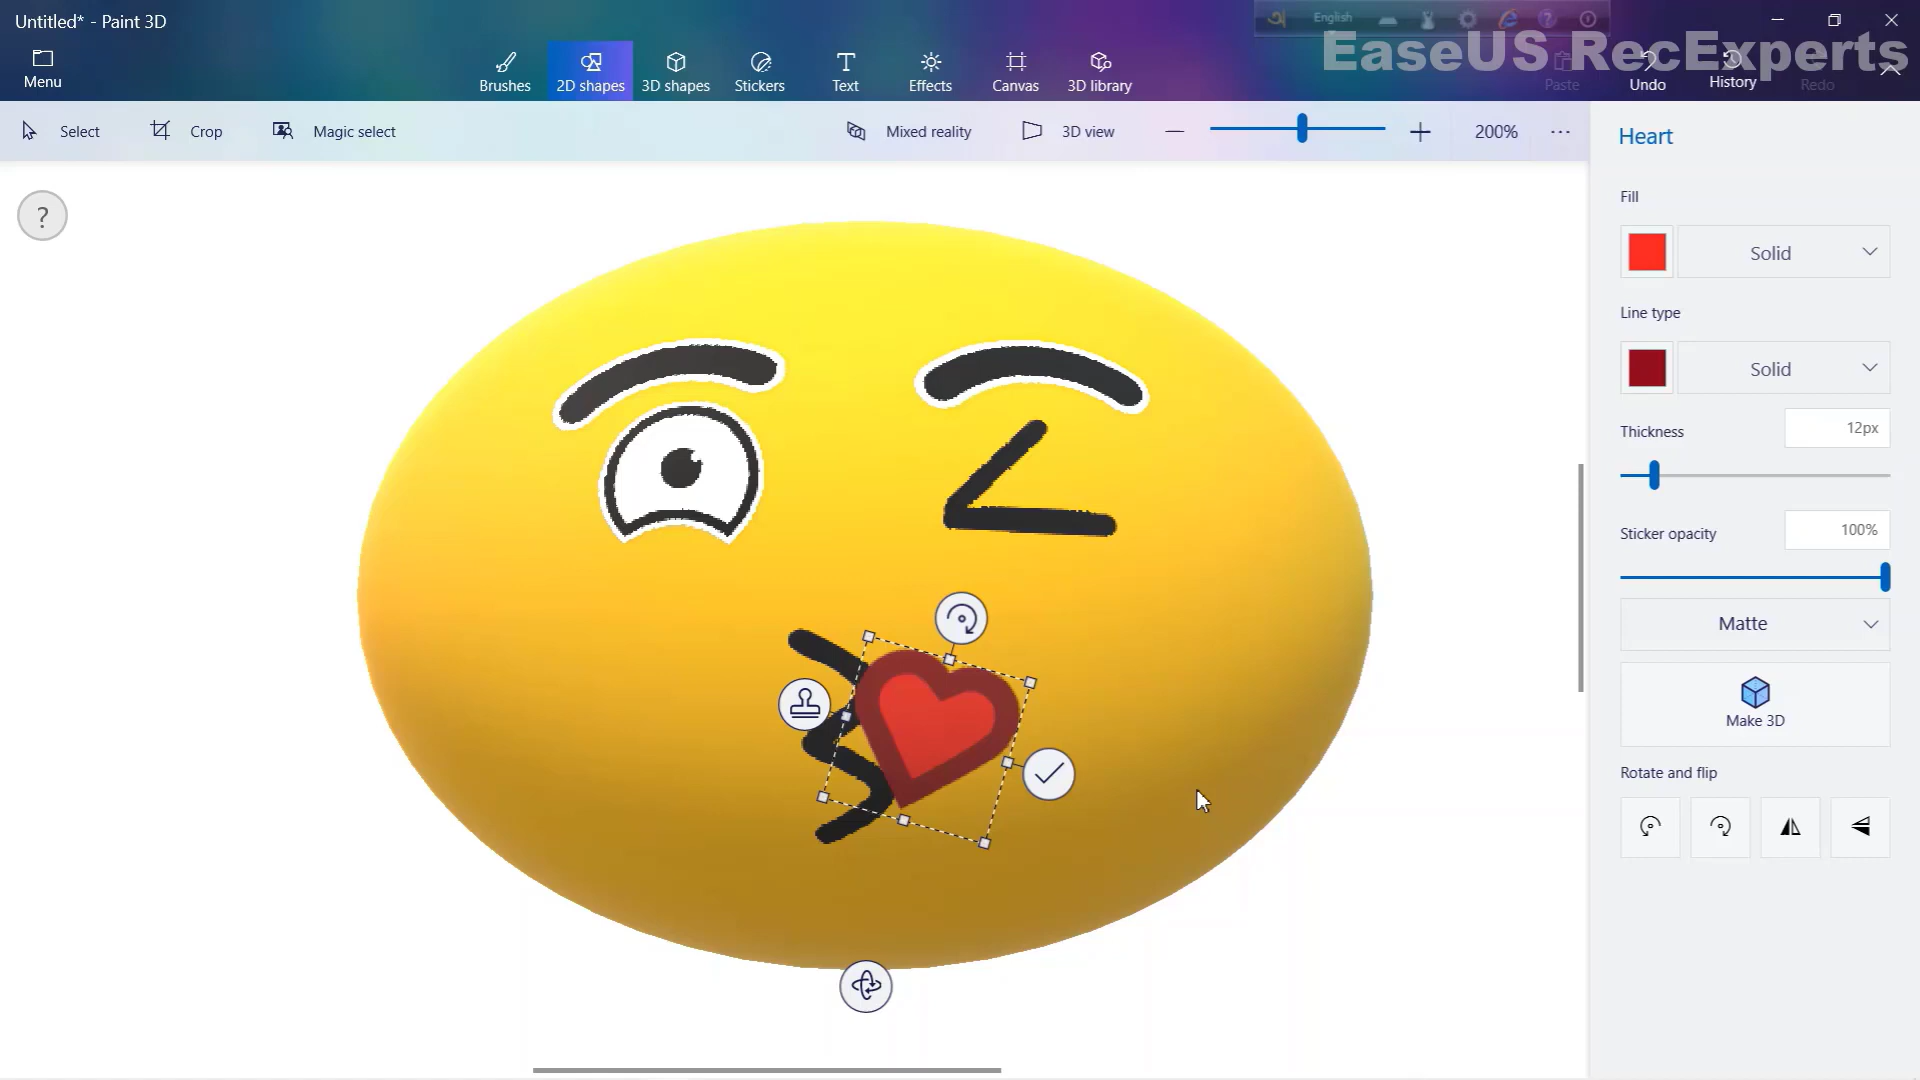 Untitled* - Paint 3D
English
EaseUS RecExperts
Menu
Brushes
2D shapes
3D shapes
Stickers
Text
Effects
Canvas
3D library
Paste
Undo
History
Redo
Select
Crop
Magic select
Mixed reality
3D view
200%
Heart
?
Fill
Solid
Line type
Solid
Thickness
12px
Sticker opacity
100%
Matte
Make 3D
Rotate and flip